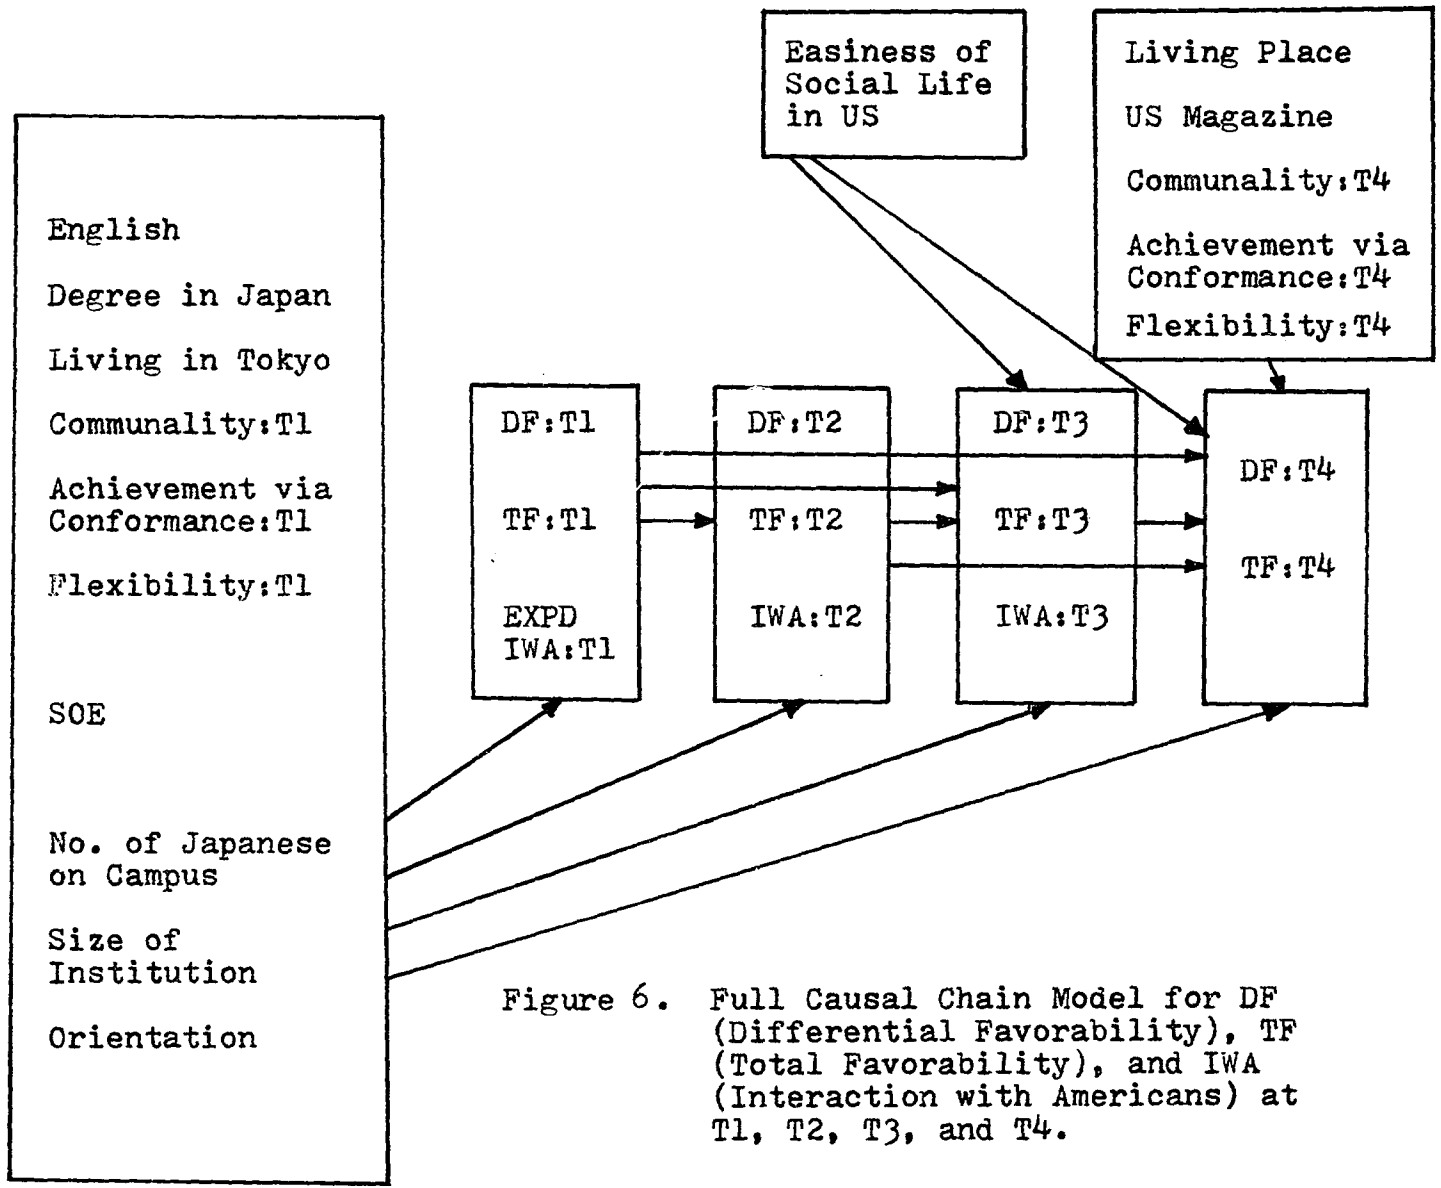 Easiness of
Social Life
in US
Living Place
US Magazine
Communality:T4
Achievement via
Conformance:T4
Flexibility:T4
English
Degree in Japan
Living in Tokyo
Communality:T1
Achievement via
Conformance:T1
Flexibility:T1
SOE
No. of Japanese
on Campus
Size of
Institution
Orientation
DF:T1
TF:T1
EXPD
IWA:T1
DF:T2
TF:T2
IWA:T2
DF:T3
TF:T3
IWA:T3
DF:T4
TF:T4
Figure 6. Full Causal Chain Model for DF
(Differential Favorability), TF
(Total Favorability), and IWA
(Interaction with Americans) at
T1, T2, T3, and T4.